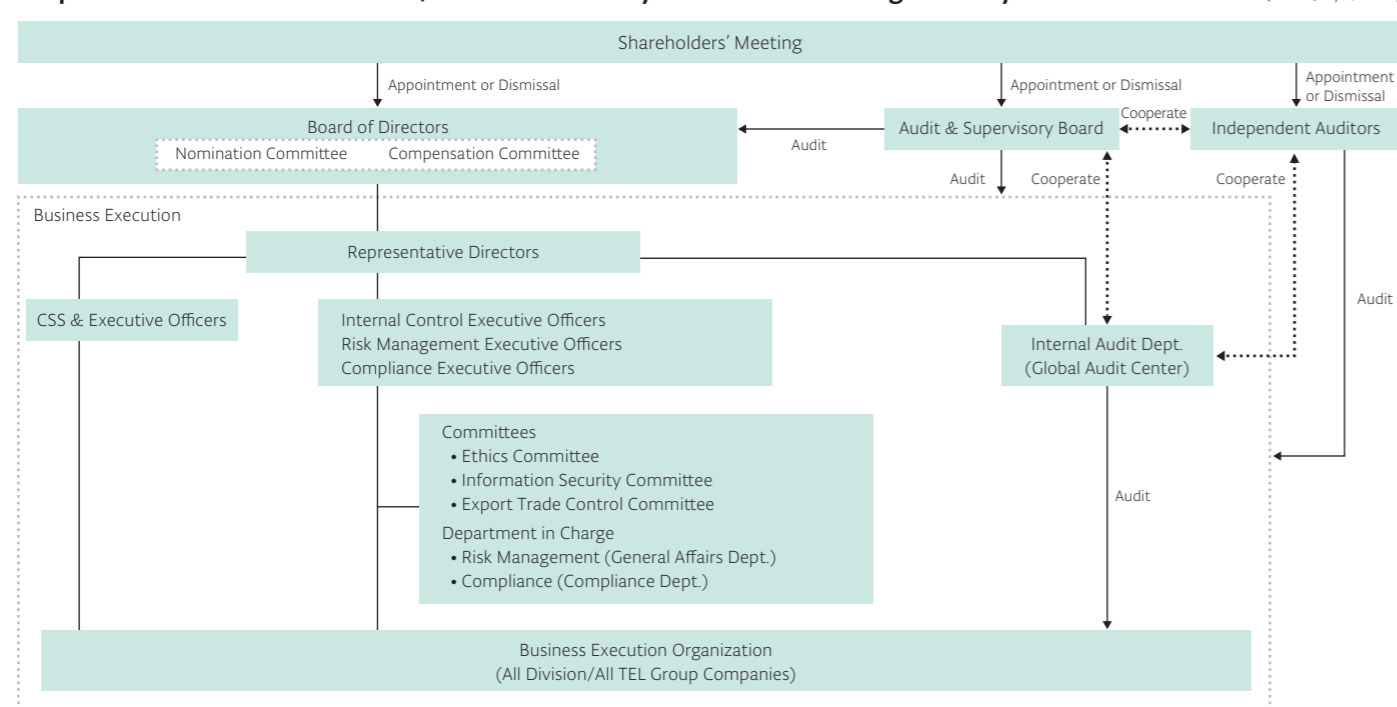 Shareholders’ Meeting
Appointment or Dismissal
Appointment or Dismissal
Appointment
or Dismissal
Board of Directors
Nomination Committee
Compensation Committee
Audit
Audit & Supervisory Board
Cooperate
Independent Auditors
Audit
Cooperate
Cooperate
Business Execution
Representative Directors
CSS & Executive Officers
Internal Control Executive Officers
Risk Management Executive Officers
Compliance Executive Officers
Internal Audit Dept.
(Global Audit Center)
Audit
Committees
• Ethics Committee
• Information Security Committee
• Export Trade Control Committee
Department in Charge
• Risk Management (General Affairs Dept.)
• Compliance (Compliance Dept.)
Audit
Business Execution Organization
(All Division/All TEL Group Companies)